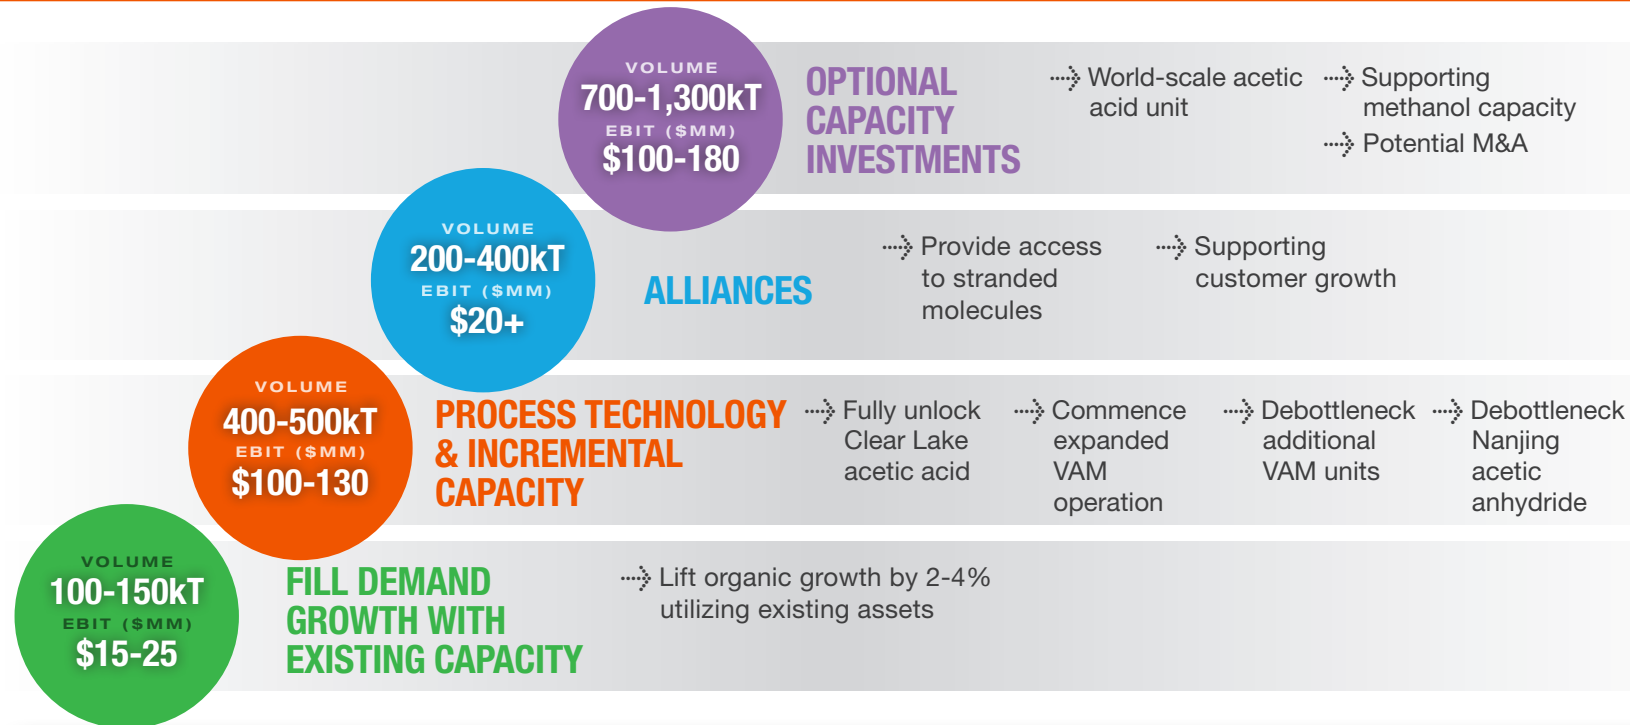 VOLUME
700-1,300kT
EBIT ($MM)
$100-180
OPTIONAL
CAPACITY
INVESTMENTS
World-scale acetic
acid unit
Supporting
methanol capacity
Potential M&A
VOLUME
200-400kT
EBIT ($MM)
$20+
ALLIANCES
Provide access
to stranded
molecules
Supporting
customer growth
VOLUME
400-500kT
EBIT ($MM)
$100-130
PROCESS TECHNOLOGY
& INCREMENTAL
CAPACITY
Fully unlock
Clear Lake
acetic acid
Commence
expanded
VAM
operation
Debottleneck
additional
VAM units
Debottleneck
Nanjing
acetic
anhydride
VOLUME
100-150kT
EBIT ($MM)
$15-25
FILL DEMAND
GROWTH WITH
EXISTING CAPACITY
Lift organic growth by 2-4%
utilizing existing assets